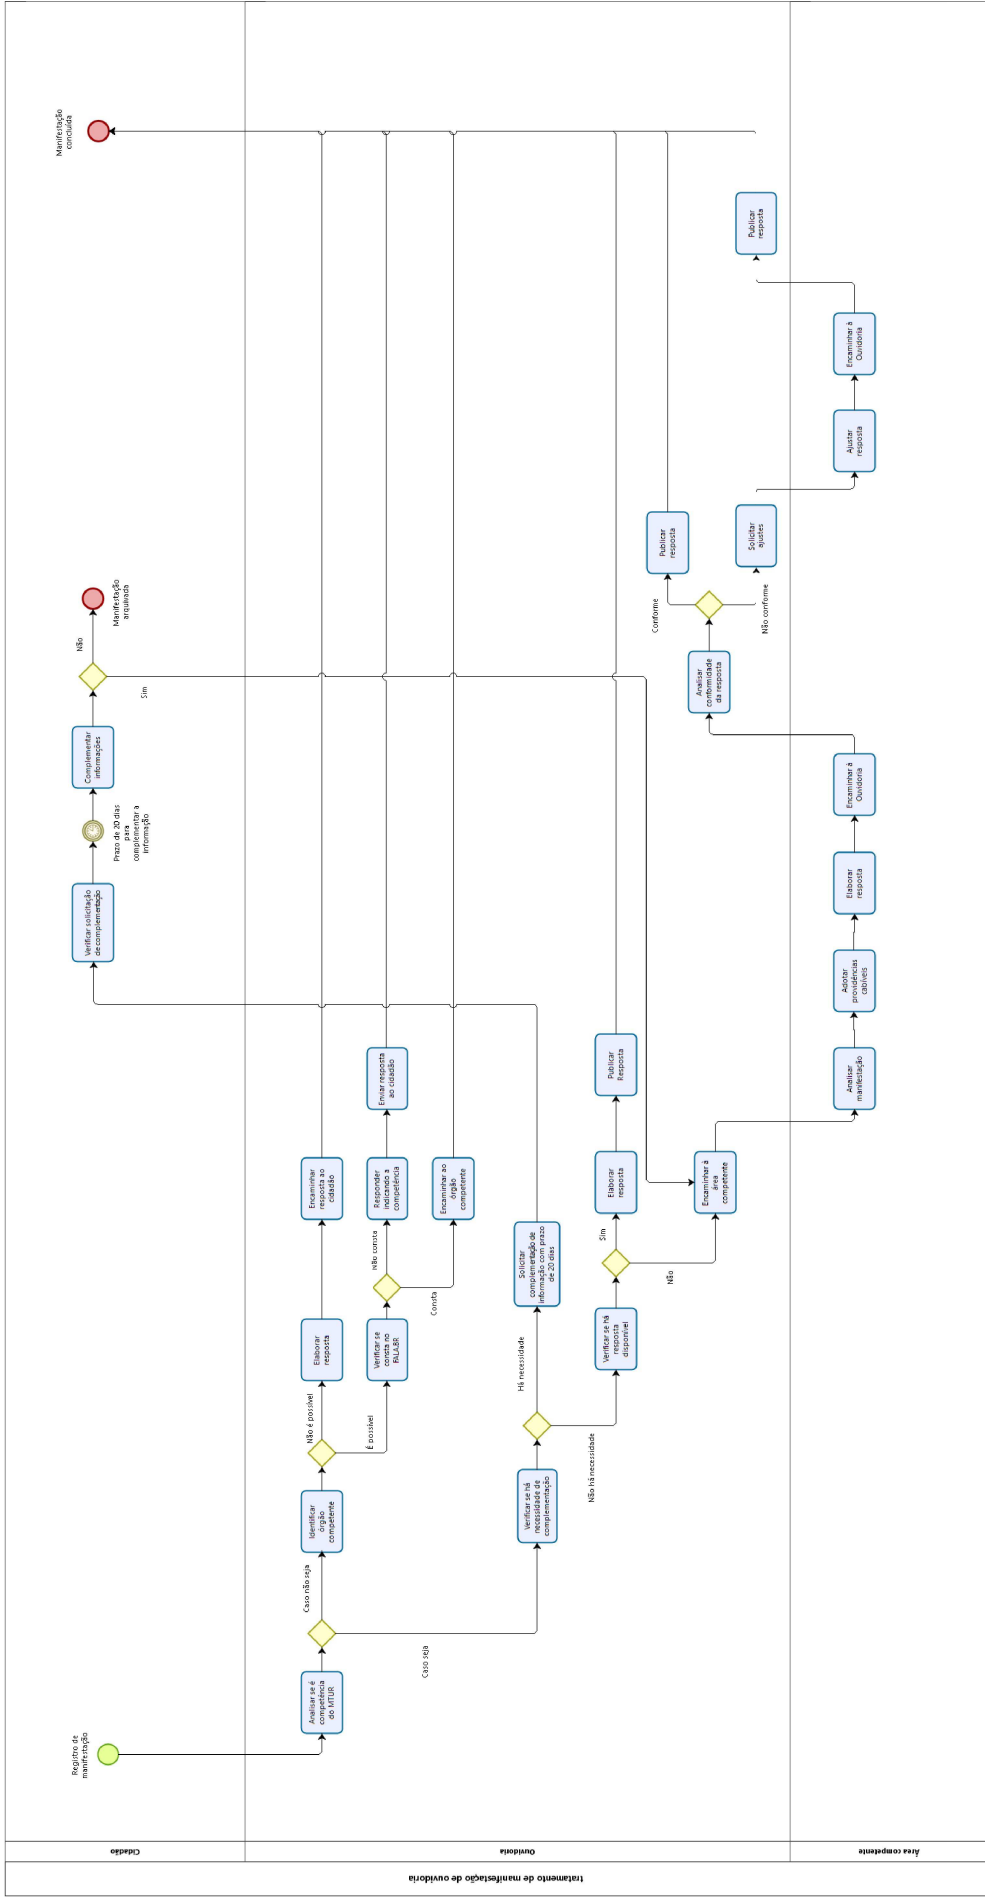 tratamento de manifestação de ouvidoria
Cidadão
Ouvidoria
Área competente
Registro de
manifestação
Analisar se é
competência
do MTUR
Caso não seja
Caso seja
Identificar
órgão
competente
Não é possível
É possível
Elaborar
resposta
Encaminhar
resposta ao
cidadão
Verificar se
consta no
FALABR
Não consta
Consta
Responder
indicando a
competência
Enviar resposta
ao cidadão
Encaminhar ao
órgão
competente
Verificar se há
necessidade de
complementação
Há necessidade
Não há necessidade
Solicitar
complementação de
informação com prazo
de 20 dias
Verificar solicitação
de complementação
Prazo de 20 dias
para
complementar a
informação
Complementar
informações
Não
Sim
Manifestação
arquivada
Verificar se há
resposta
disponível
Sim
Não
Elaborar
resposta
Publicar
Resposta
Encaminhar à
área
competente
Analisar
manifestação
Adotar
providências
cabíveis
Elaborar
resposta
Encaminhar à
Ouvidoria
Analisar
conformidade
da resposta
Conforme
Não conforme
Publicar
resposta
Solicitar
ajustes
Ajustar
resposta
Encaminhar à
Ouvidoria
Publicar
resposta
Manifestação
concluída